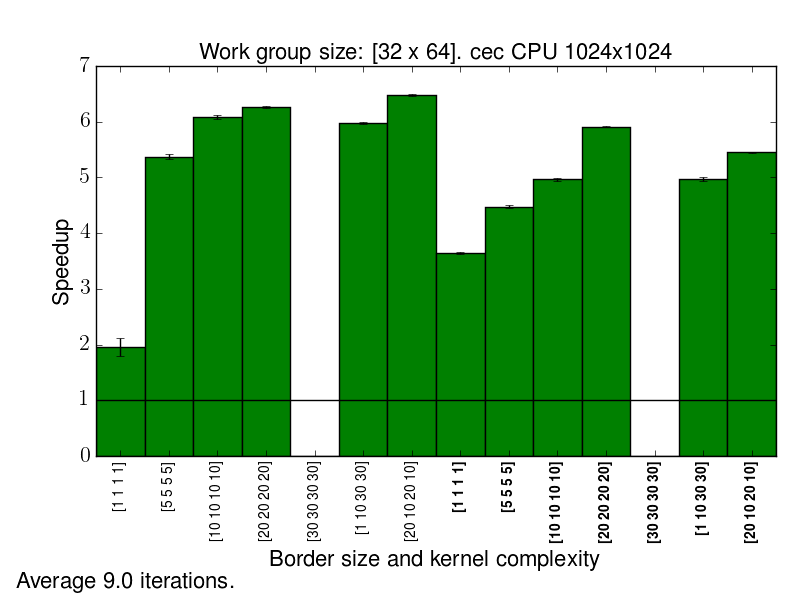 Work group size: [32 x 64]. cec CPU 1024x1024
7
6
5
4
3
2
1
0
Speedup
[1 1 1 1]
[5 5 5 5]
[10 10 10 10]
[20 20 20 20]
[30 30 30 30]
[1 10 30 30]
[20 10 20 10]
[1 1 1 1]
[5 5 5 5]
[10 10 10 10]
[20 20 20 20]
[30 30 30 30]
[1 10 30 30]
[20 10 20 10]
Border size and kernel complexity
Average 9.0 iterations.